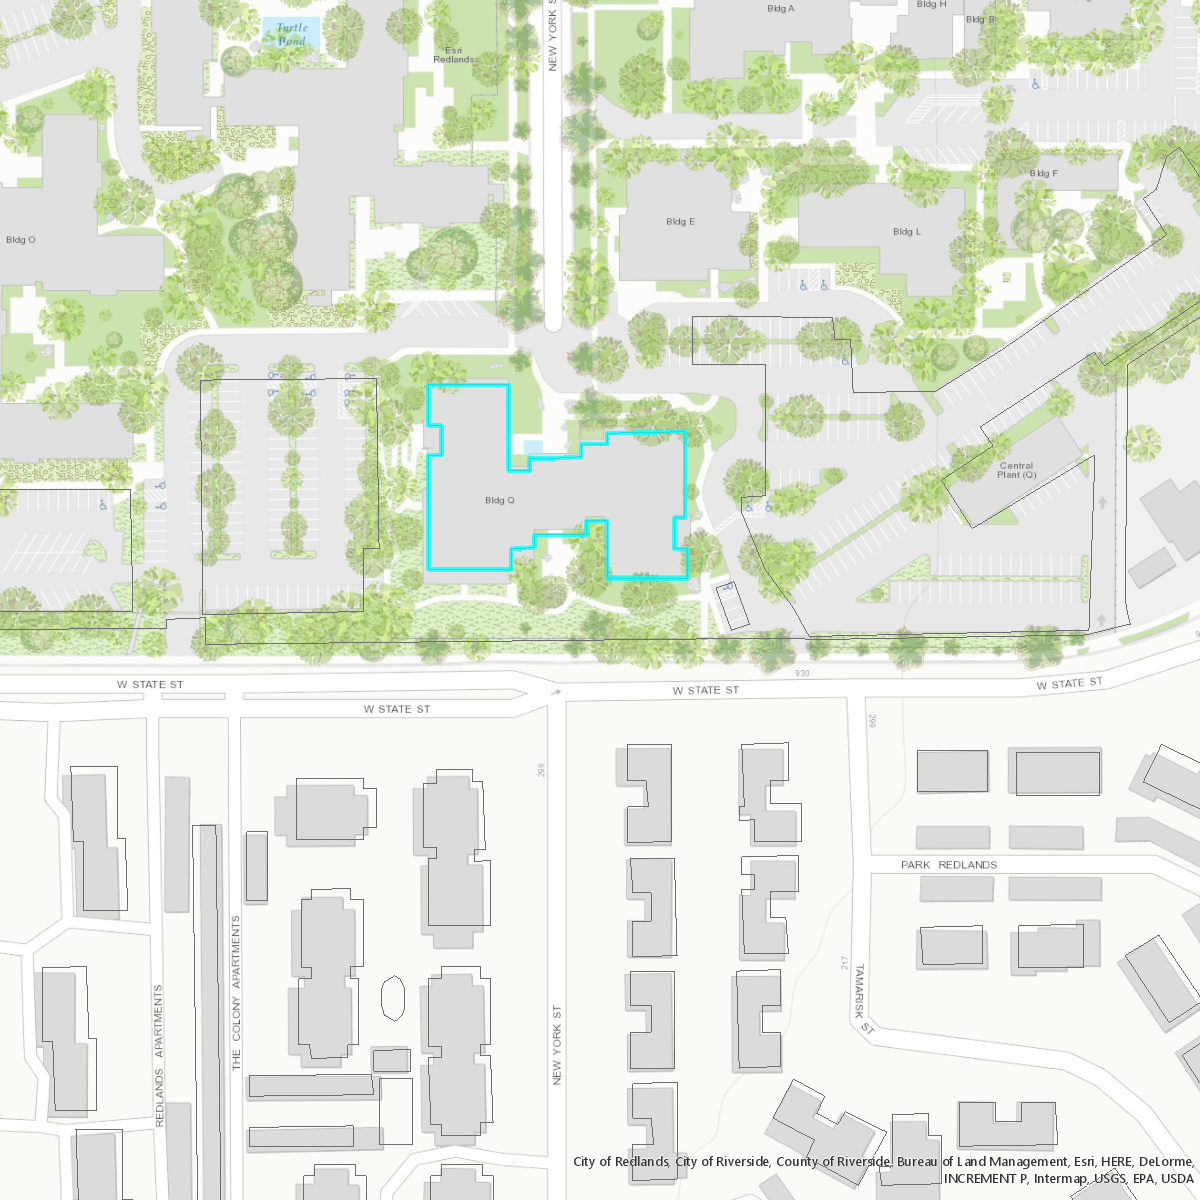 Bldg A
Bldg H
Bldg B
Turtle
Pond
NEW YORK S
Esri
Redlands
Bldg F
Bldg E
Bldg L
Bldg O
Central
Plant (Q)
Bldg Q
930
9
W STATE ST
W STATE ST
W STATE ST
W STATE ST
299
299
PARK REDLANDS
217
TAMARISK ST
THE COLONY APARTMENTS
REDLANDS APARTMENTS
NEW YORK ST
City of Redlands, City of Riverside, County of Riverside, Bureau of Land Management, Esri, HERE, DeLorme,
INCREMENT P, Intermap, USGS, EPA, USDA